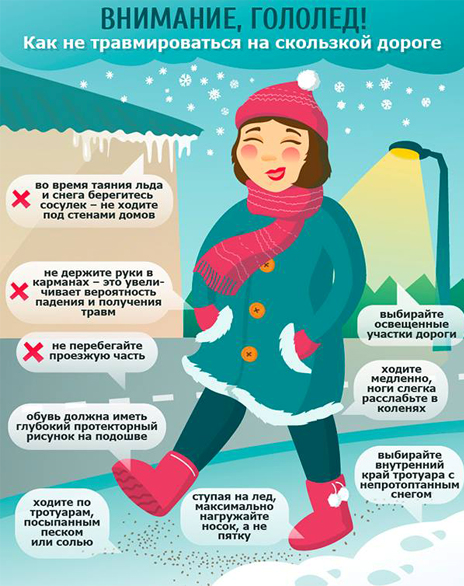 ВНИМАНИЕ, ГОЛОЛЕД!
Как не травмироваться на скользкой дороге
во время таяния льда
и снега берегитесь
сосулек – не ходите
под стенами домов
не держите руки в
карманах – это увели-
чивает вероятность
падения и получения
травм
не перебегайте
проезжую часть
обувь должна иметь
глубокий протекторный
рисунок на подошве
ходите по
тротуарам,
посыпанным
песком
или солью
ступая на лед,
максимально
нагружайте
носок, а не
пятку
выбирайте
освещенные
участки дороги
ходите
медленно,
ноги слегка
расслабьте в
коленях
выбирайте
внутренний
край тротуара с
непротоптанным
снегом